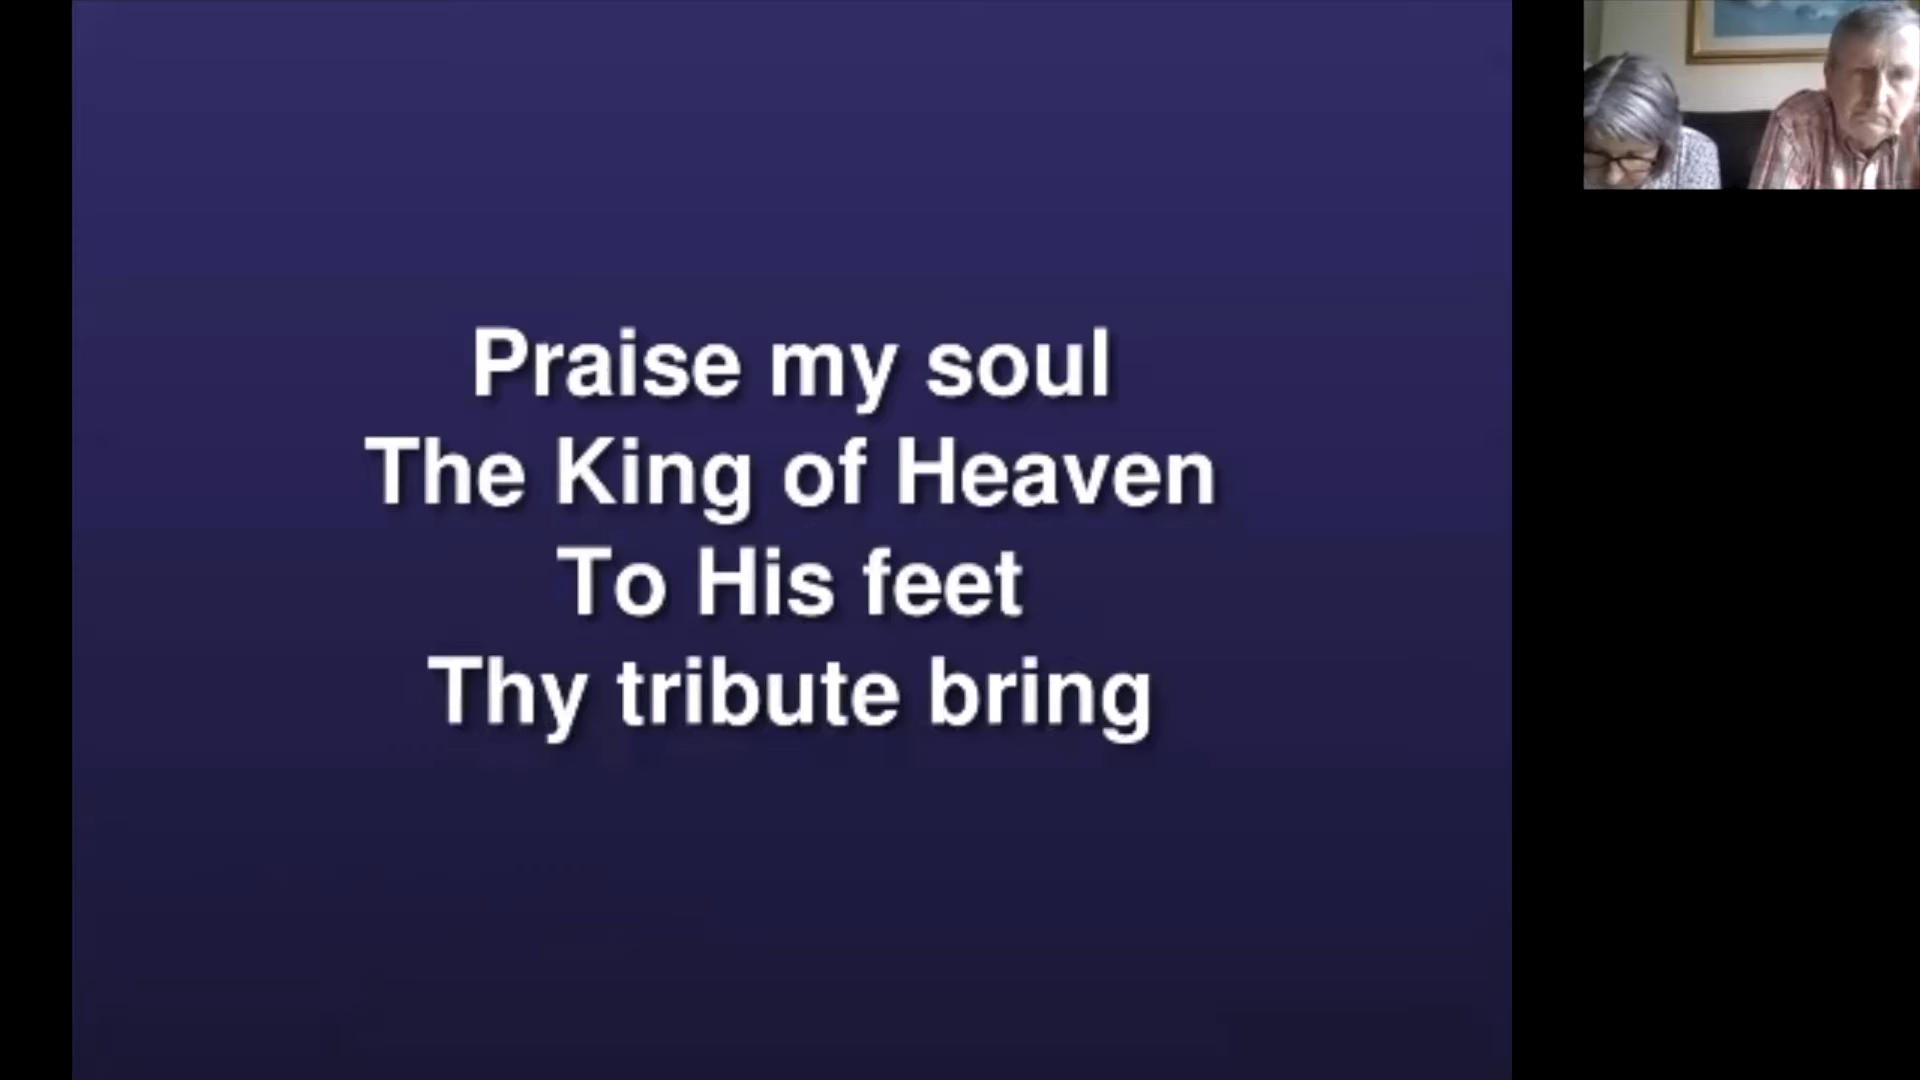 Praise my soul
The King of Heaven
To His feet
Thy tribute bring